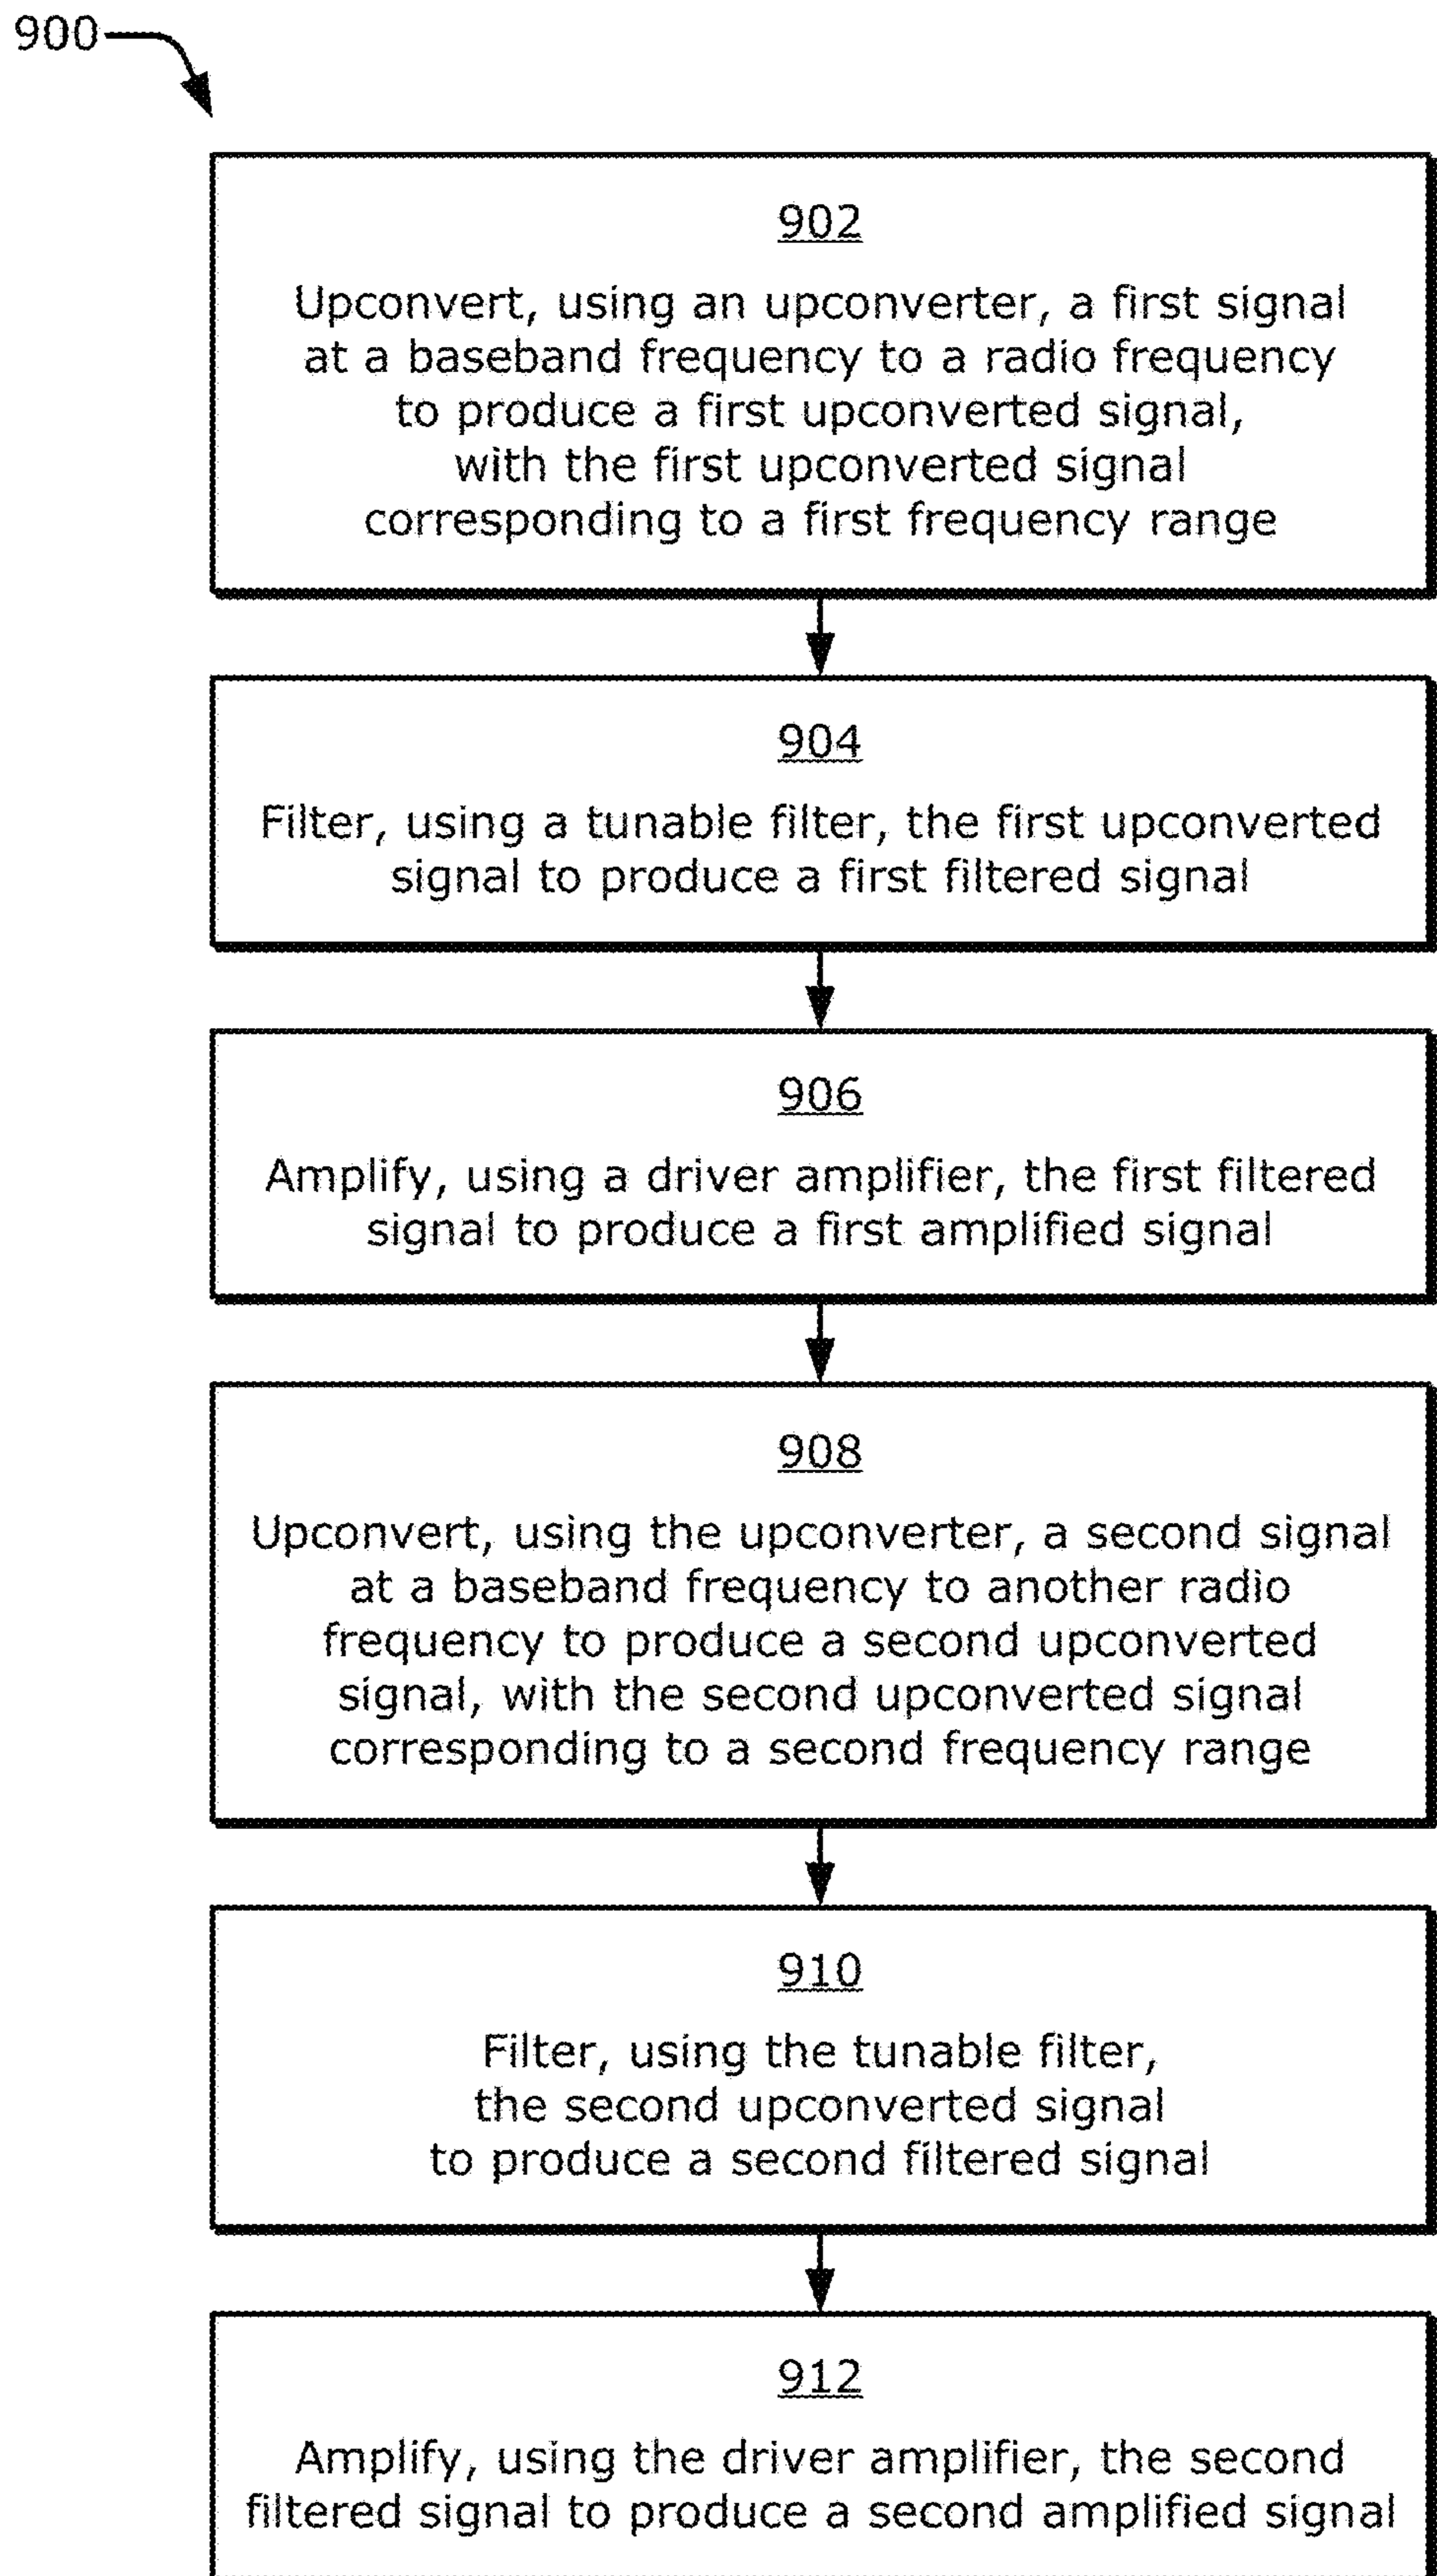 900
902
Upconvert, using an upconverter, a first signal
at a baseband frequency to a radio frequency
to produce a first upconverted signal,
with the first upconverted signal
corresponding to a first frequency range
904
Filter, using a tunable filter, the first upconverted
signal to produce a first filtered signal
906
Amplify, using a driver amplifier, the first filtered
signal to produce a first amplified signal
908
Upconvert, using the upconverter, a second signal
at a baseband frequency to another radio
frequency to produce a second upconverted
signal, with the second upconverted signal
corresponding to a second frequency range
910
Filter, using the tunable filter,
the second upconverted signal
to produce a second filtered signal
912
Amplify, using the driver amplifier, the second
filtered signal to produce a second amplified signal